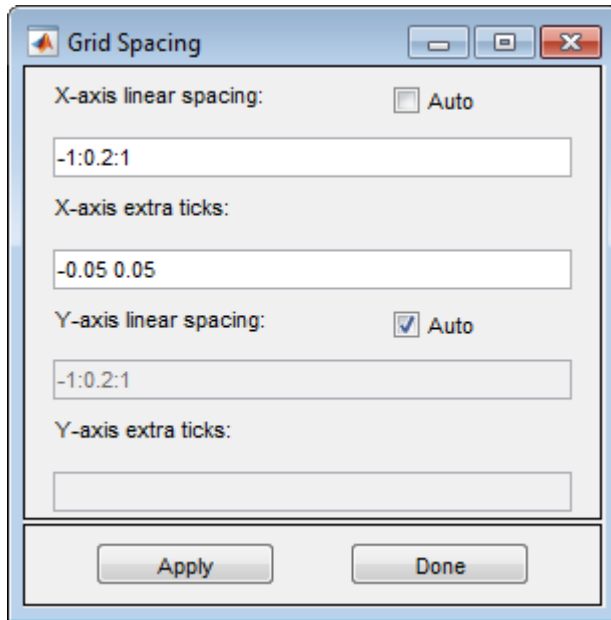 Grid Spacing
X-axis linear spacing:
Auto
-1:0.2:1
X-axis extra ticks:
-0.05 0.05
Y-axis linear spacing:
Auto
-1:0.2:1
Y-axis extra ticks:
Apply
Done